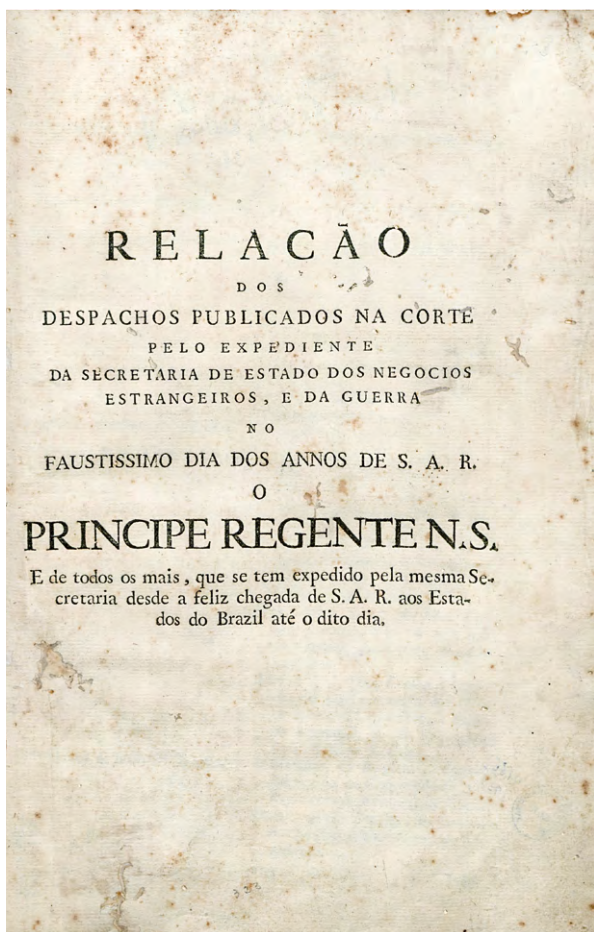 RELAÇÃO
DOS
DESPACHOS PUBLICADOS NA CORTE
PELO EXPEDIENTE
DA SECRETARIA DE ESTADO DOS NEGOCIOS
ESTRANGEIROS, E DA GUERRA
NO
FAUSTISSIMO DIA DOS ANNOS DE S. A. R.
O
PRINCIPE REGENTE N.S.
E de todos os mais, que se tem expedido pela mesma Se-
cretaria desde a feliz chegada de S. A. R. aos Esta-
dos do Brazil até o dito dia.